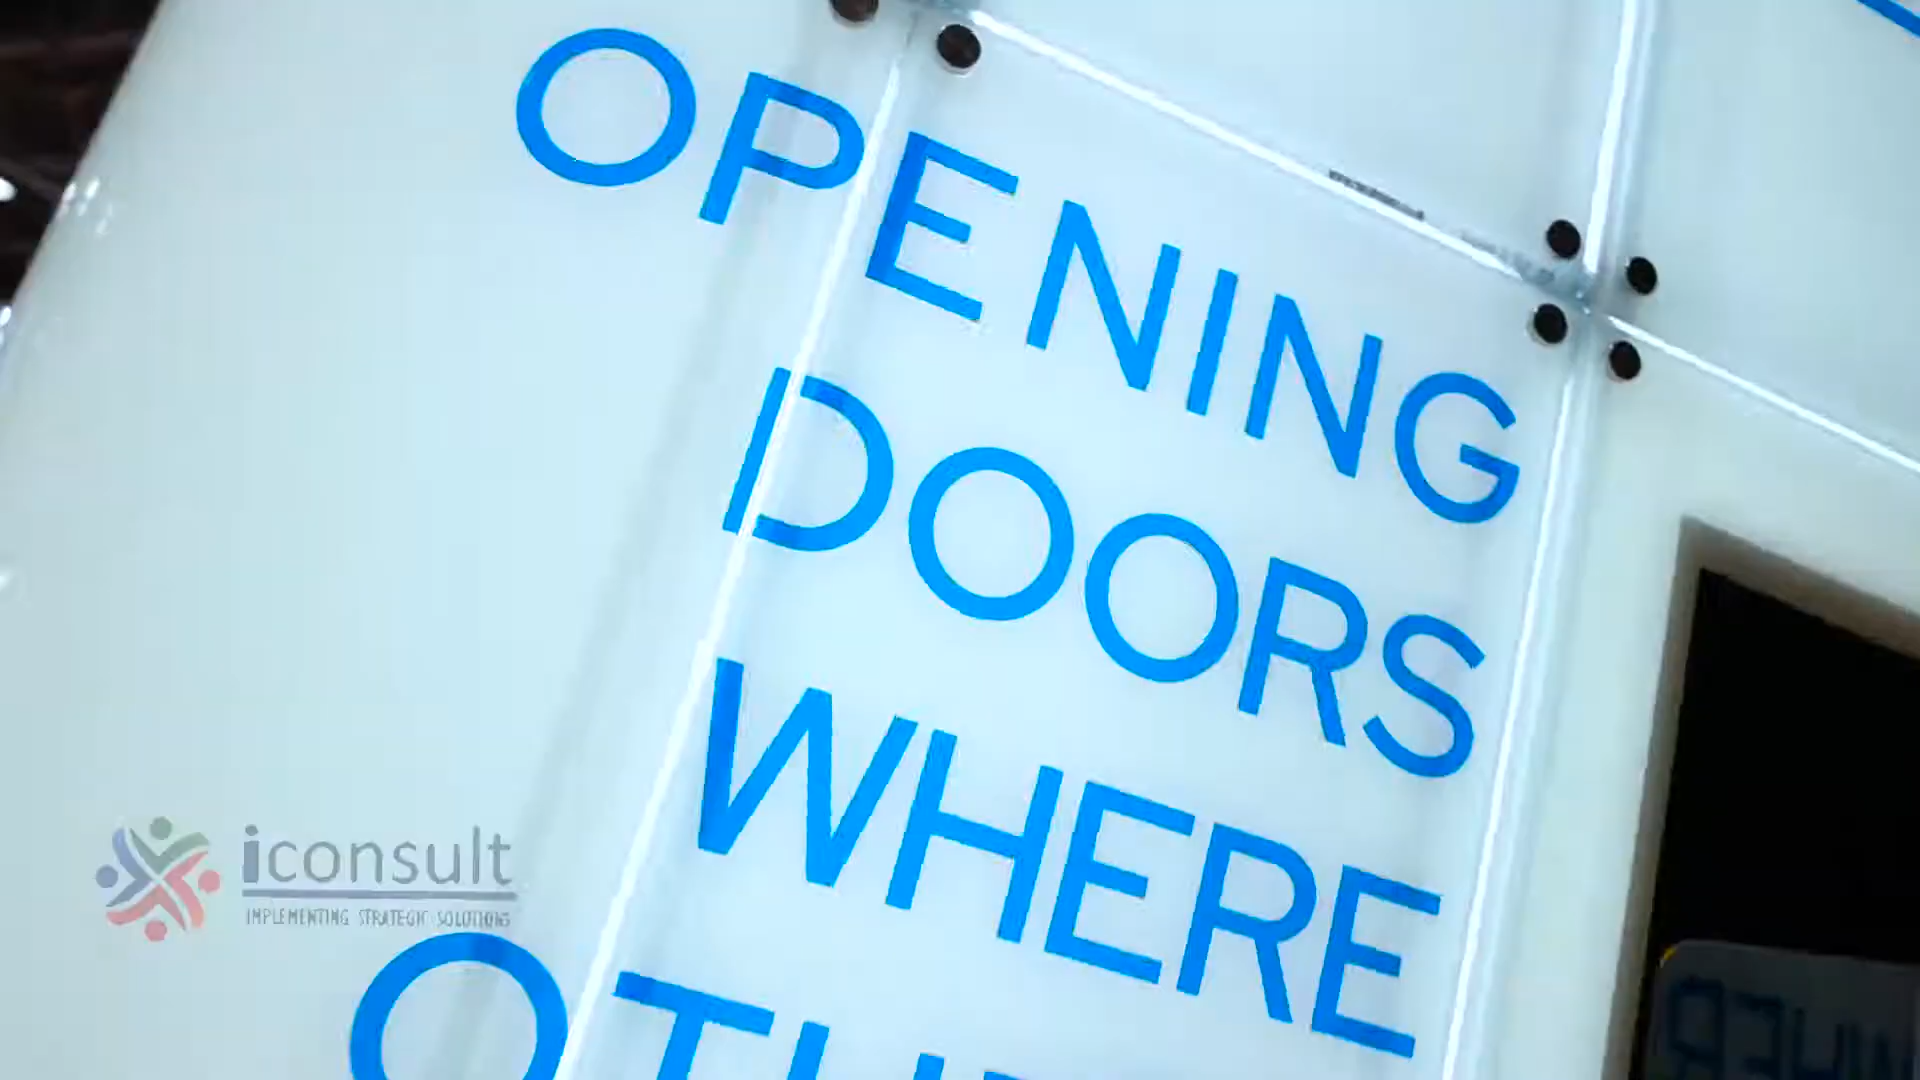 OPENING
DOORS
WHERE
iconsult
IMPLEMENTING STRATEGIC SOLUTIONS